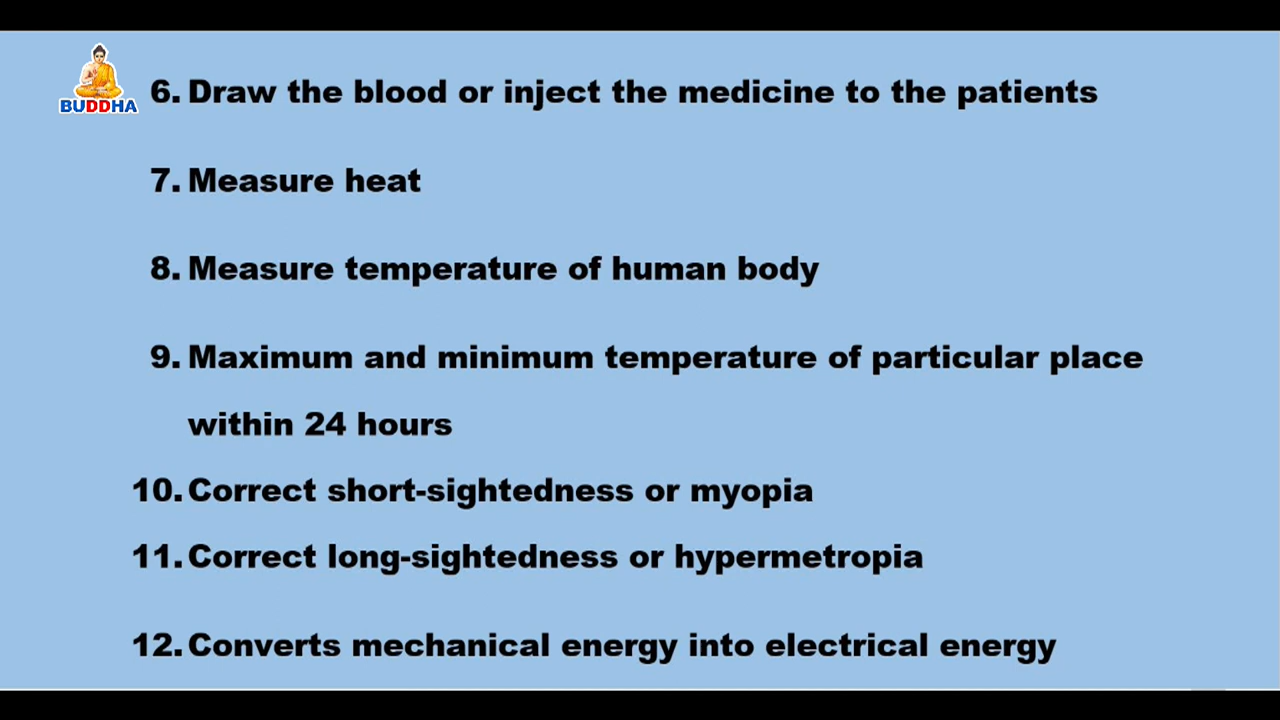 BUDDHA
6. Draw the blood or inject the medicine to the patients
7. Measure heat
8. Measure temperature of human body
9. Maximum and minimum temperature of particular place
within 24 hours
10. Correct short-sightedness or myopia
11. Correct long-sightedness or hypermetropia
12. Converts mechanical energy into electrical energy